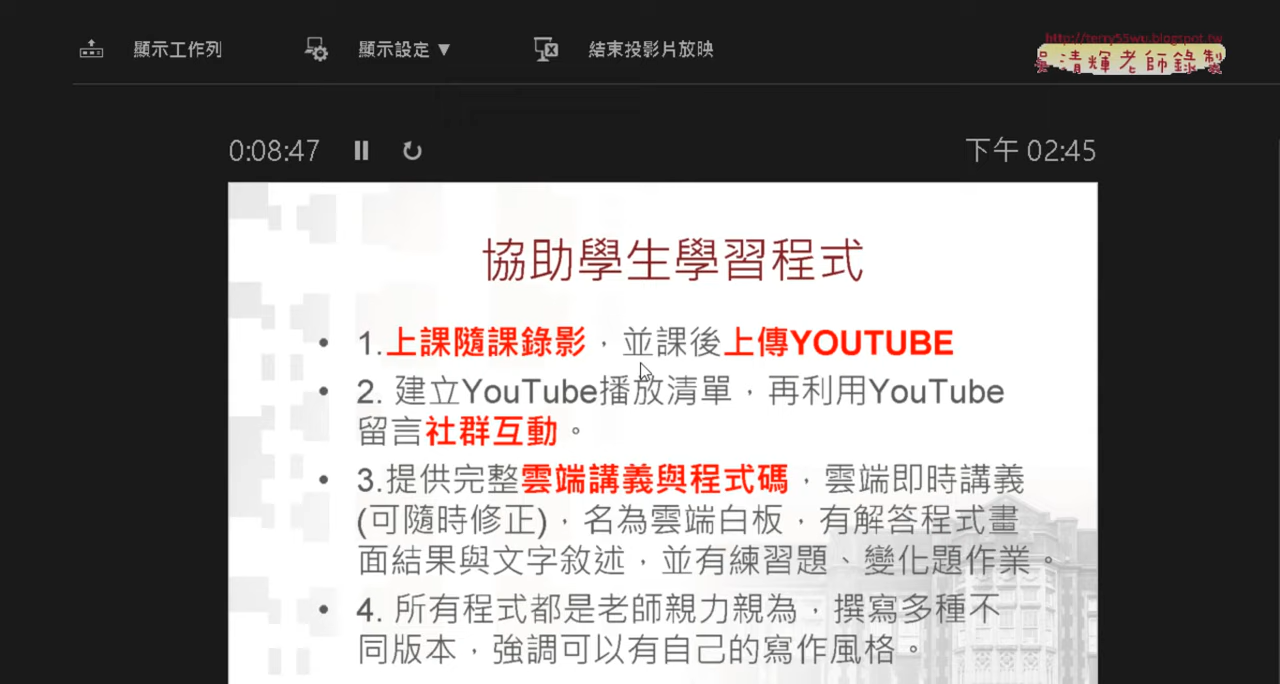 顯示工作列 顯示設定 ▼ 結束投影片放映
http://terry55wu.blogspot.tw
吳清輝老師錄製
0:08:47 下午 02:45
協助學生學習程式
• 1.上課隨課錄影，並課後上傳YOUTUBE
• 2. 建立YouTube播放清單，再利用YouTube
留言社群互動。
• 3.提供完整雲端講義與程式碼，雲端即時講義
(可隨時修正)，名為雲端白板，有解答程式畫
面結果與文字敘述，並有練習題、變化題作業。
• 4. 所有程式都是老師親力親為，撰寫多種不
同版本，強調可以有自己的寫作風格。